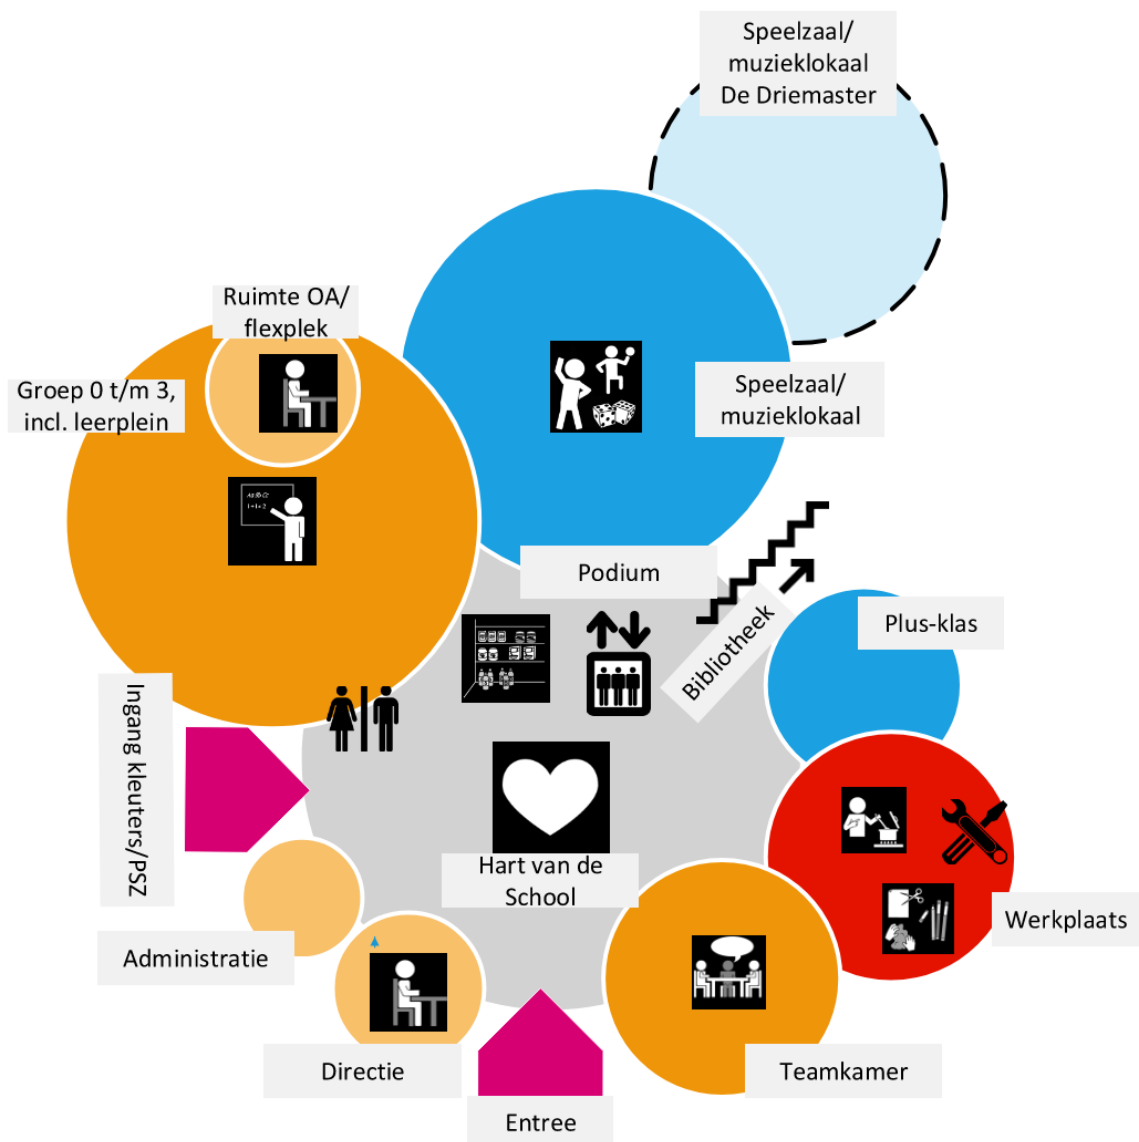 Speelzaal/
muzieklokaal
De Driemaster
Ruimte OA/
flexplek
Groep 0 t/m 3,
incl. leerplein
Speelzaal/
muzieklokaal
Podium
Bibliotheek
Plus-klas
Ingang kleuters/PSZ
Hart van de
School
Werkplaats
Administratie
Directie
Teamkamer
Entree